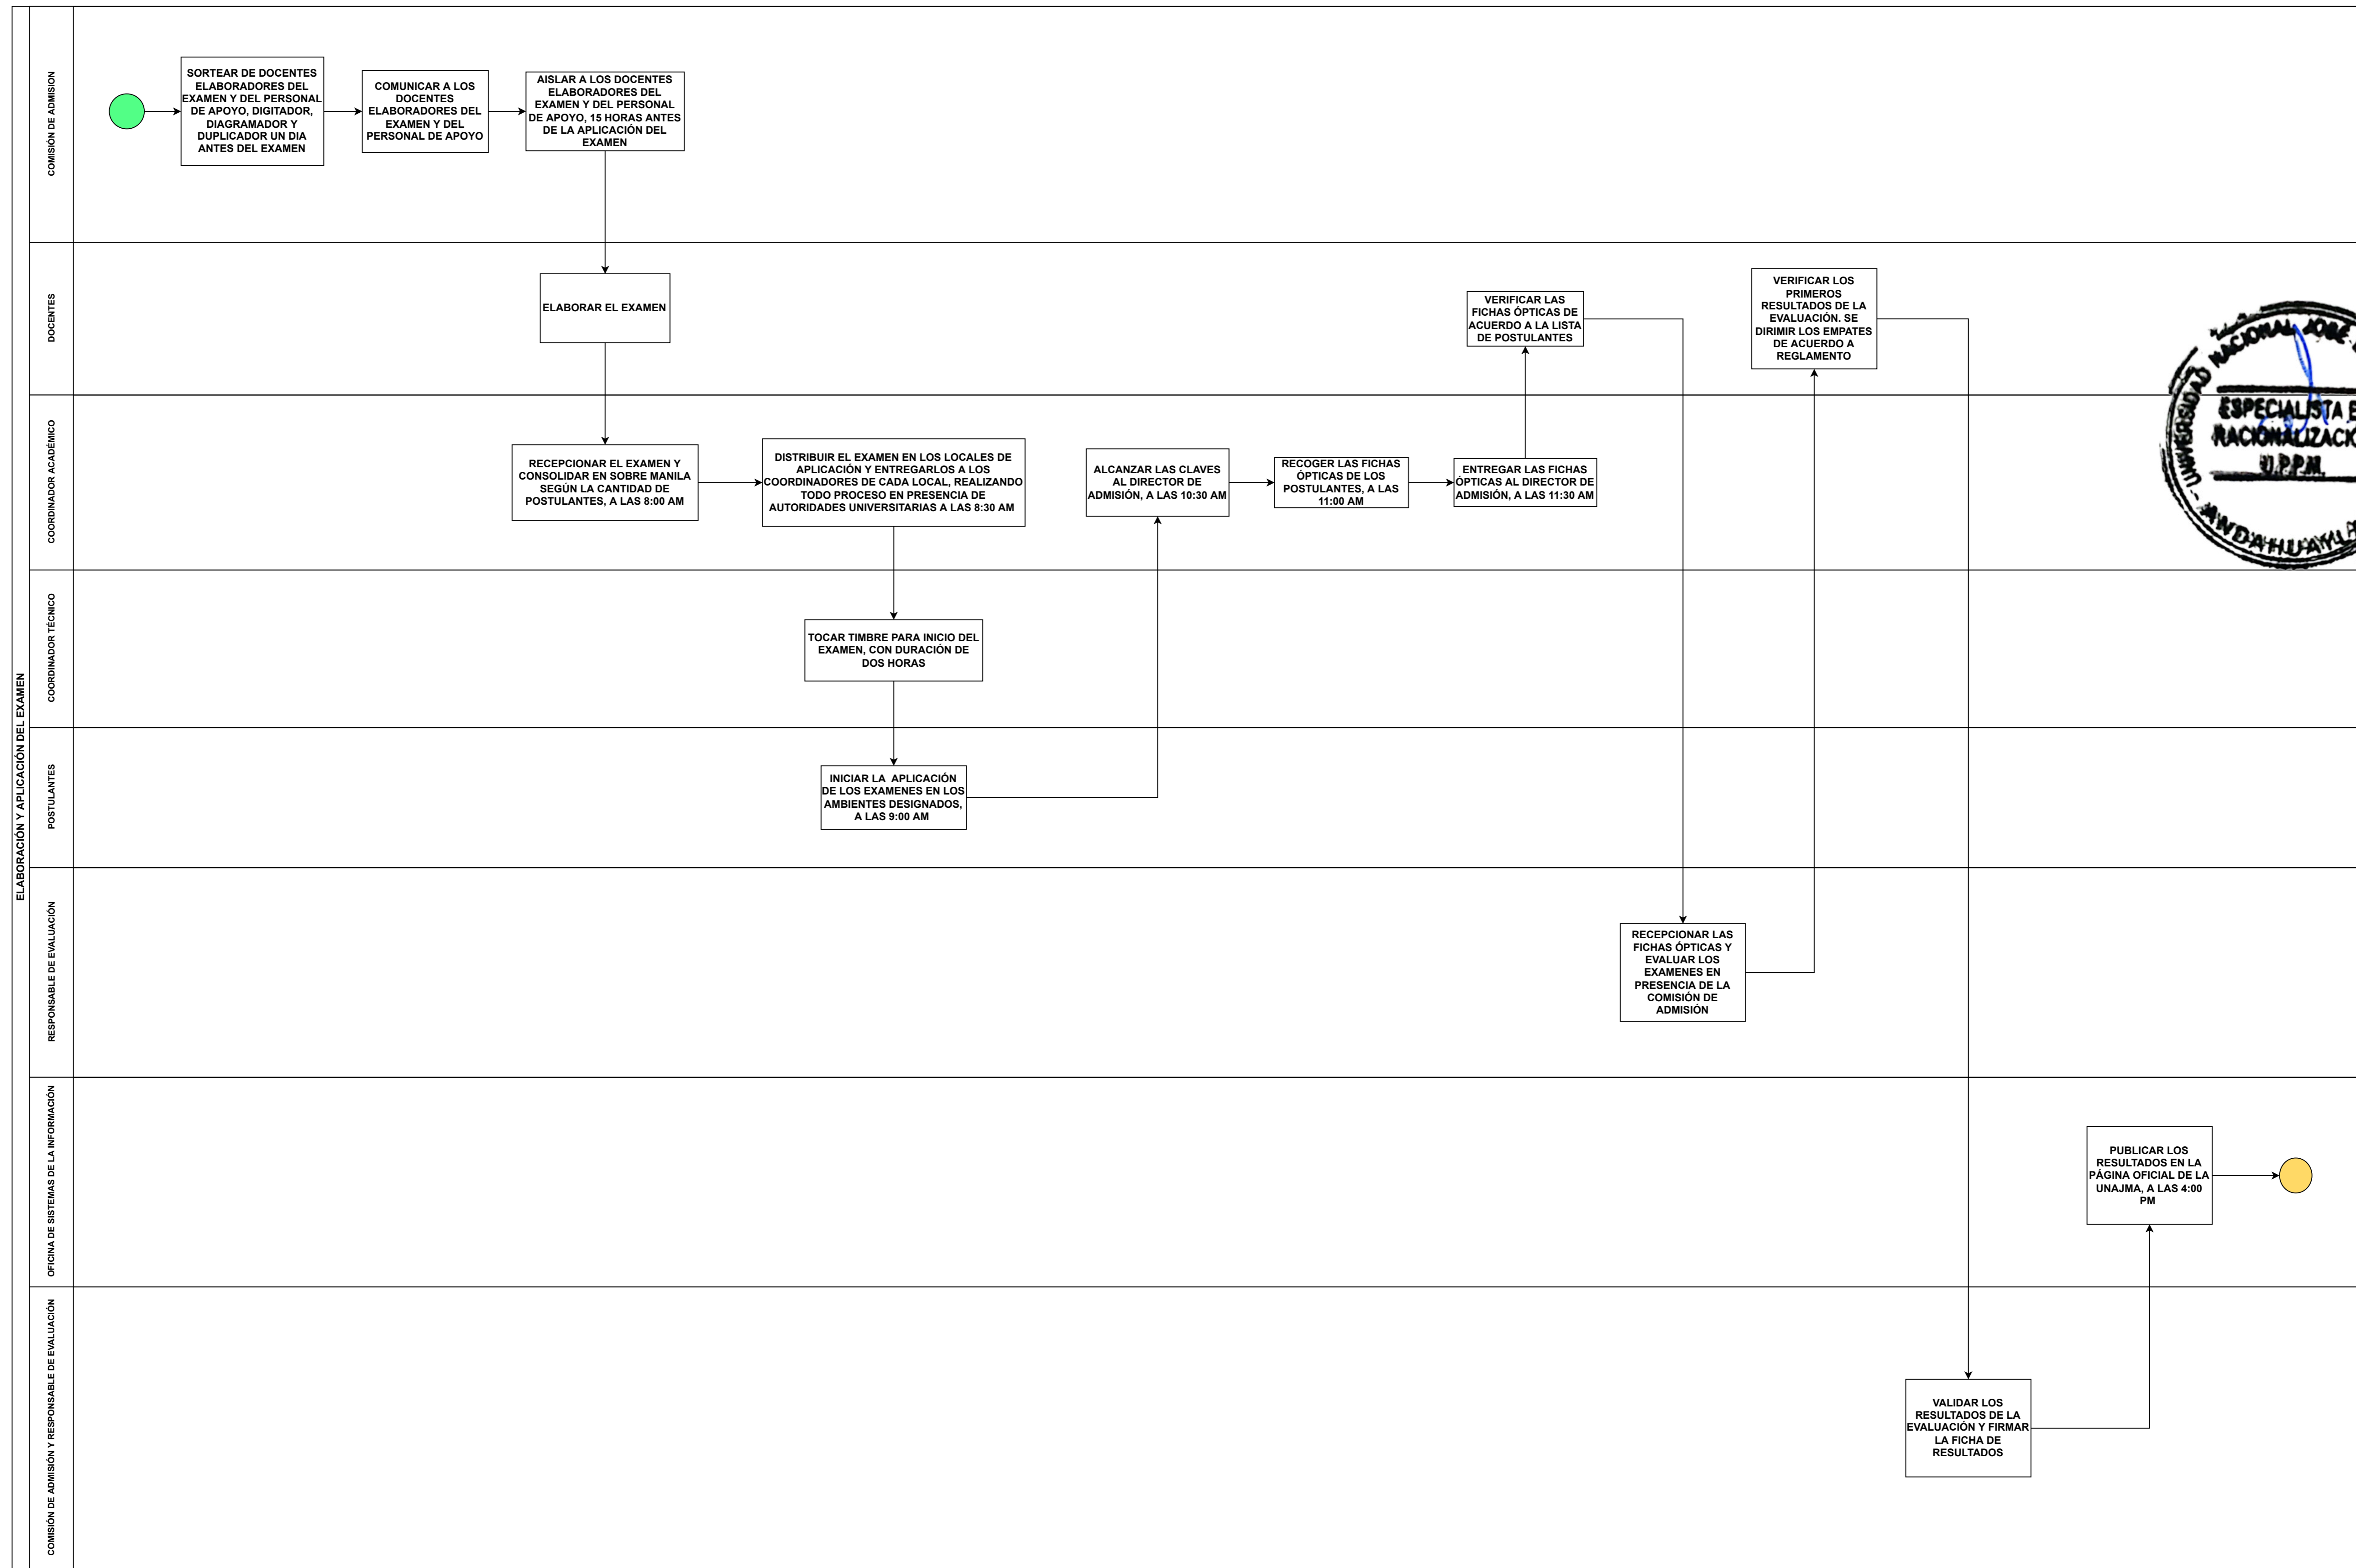 ELABORACIÓN Y APLICACIÓN DEL EXAMEN
COMISIÓN DE ADMISION
SORTEAR DE DOCENTES
ELABORADORES DEL
EXAMEN Y DEL PERSONAL
DE APOYO, DIGITADOR,
DIAGRAMADOR Y
DUPLICADOR UN DIA
ANTES DEL EXAMEN
COMUNICAR A LOS
DOCENTES
ELABORADORES DEL
EXAMEN Y DEL
PERSONAL DE APOYO
AISLAR A LOS DOCENTES
ELABORADORES DEL
EXAMEN Y DEL PERSONAL
DE APOYO, 15 HORAS ANTES
DE LA APLICACIÓN DEL
EXAMEN
DOCENTES
ELABORAR EL EXAMEN
VERIFICAR LAS
FICHAS ÓPTICAS DE
ACUERDO A LA LISTA
DE POSTULANTES
VERIFICAR LOS
PRIMEROS
RESULTADOS DE LA
EVALUACIÓN. SE
DIRIMIR LOS EMPATES
DE ACUERDO A
REGLAMENTO
COORDINADOR ACADÉMICO
RECEPCIONAR EL EXAMEN Y
CONSOLIDAR EN SOBRE MANILA
SEGÚN LA CANTIDAD DE
POSTULANTES, A LAS 8:00 AM
DISTRIBUIR EL EXAMEN EN LOS LOCALES DE
APLICACIÓN Y ENTREGARLOS A LOS
COORDINADORES DE CADA LOCAL, REALIZANDO
TODO PROCESO EN PRESENCIA DE
AUTORIDADES UNIVERSITARIAS A LAS 8:30 AM
ALCANZAR LAS CLAVES
AL DIRECTOR DE
ADMISIÓN, A LAS 10:30 AM
RECOGER LAS FICHAS
ÓPTICAS DE LOS
POSTULANTES, A LAS
11:00 AM
ENTREGAR LAS FICHAS
ÓPTICAS AL DIRECTOR DE
ADMISIÓN, A LAS 11:30 AM
UNIVERSIDAD NACIONAL JOSE
ESPECIALISTA
U.P.P.M.
COORDINADOR TÉCNICO
TOCAR TIMBRE PARA INICIO DEL
EXAMEN, CON DURACIÓN DE
DOS HORAS
POSTULANTES
INICIAR LA APLICACIÓN
DE LOS EXAMENES EN LOS
AMBIENTES DESIGNADOS,
A LAS 9:00 AM
RESPONSABLE DE EVALUACIÓN
RECEPCIONAR LAS
FICHAS ÓPTICAS Y
EVALUAR LOS
EXAMENES EN
PRESENCIA DE LA
COMISIÓN DE
ADMISIÓN
OFICINA DE SISTEMAS DE LA INFORMACIÓN
PUBLICAR LOS
RESULTADOS EN LA
PÁGINA OFICIAL DE LA
UNAJMA, A LAS 4:00
PM
COMISIÓN DE ADMISIÓN Y RESPONSABLE DE EVALUACIÓN
VALIDAR LOS
RESULTADOS DE LA
EVALUACIÓN Y FIRMAR
LA FICHA DE
RESULTADOS